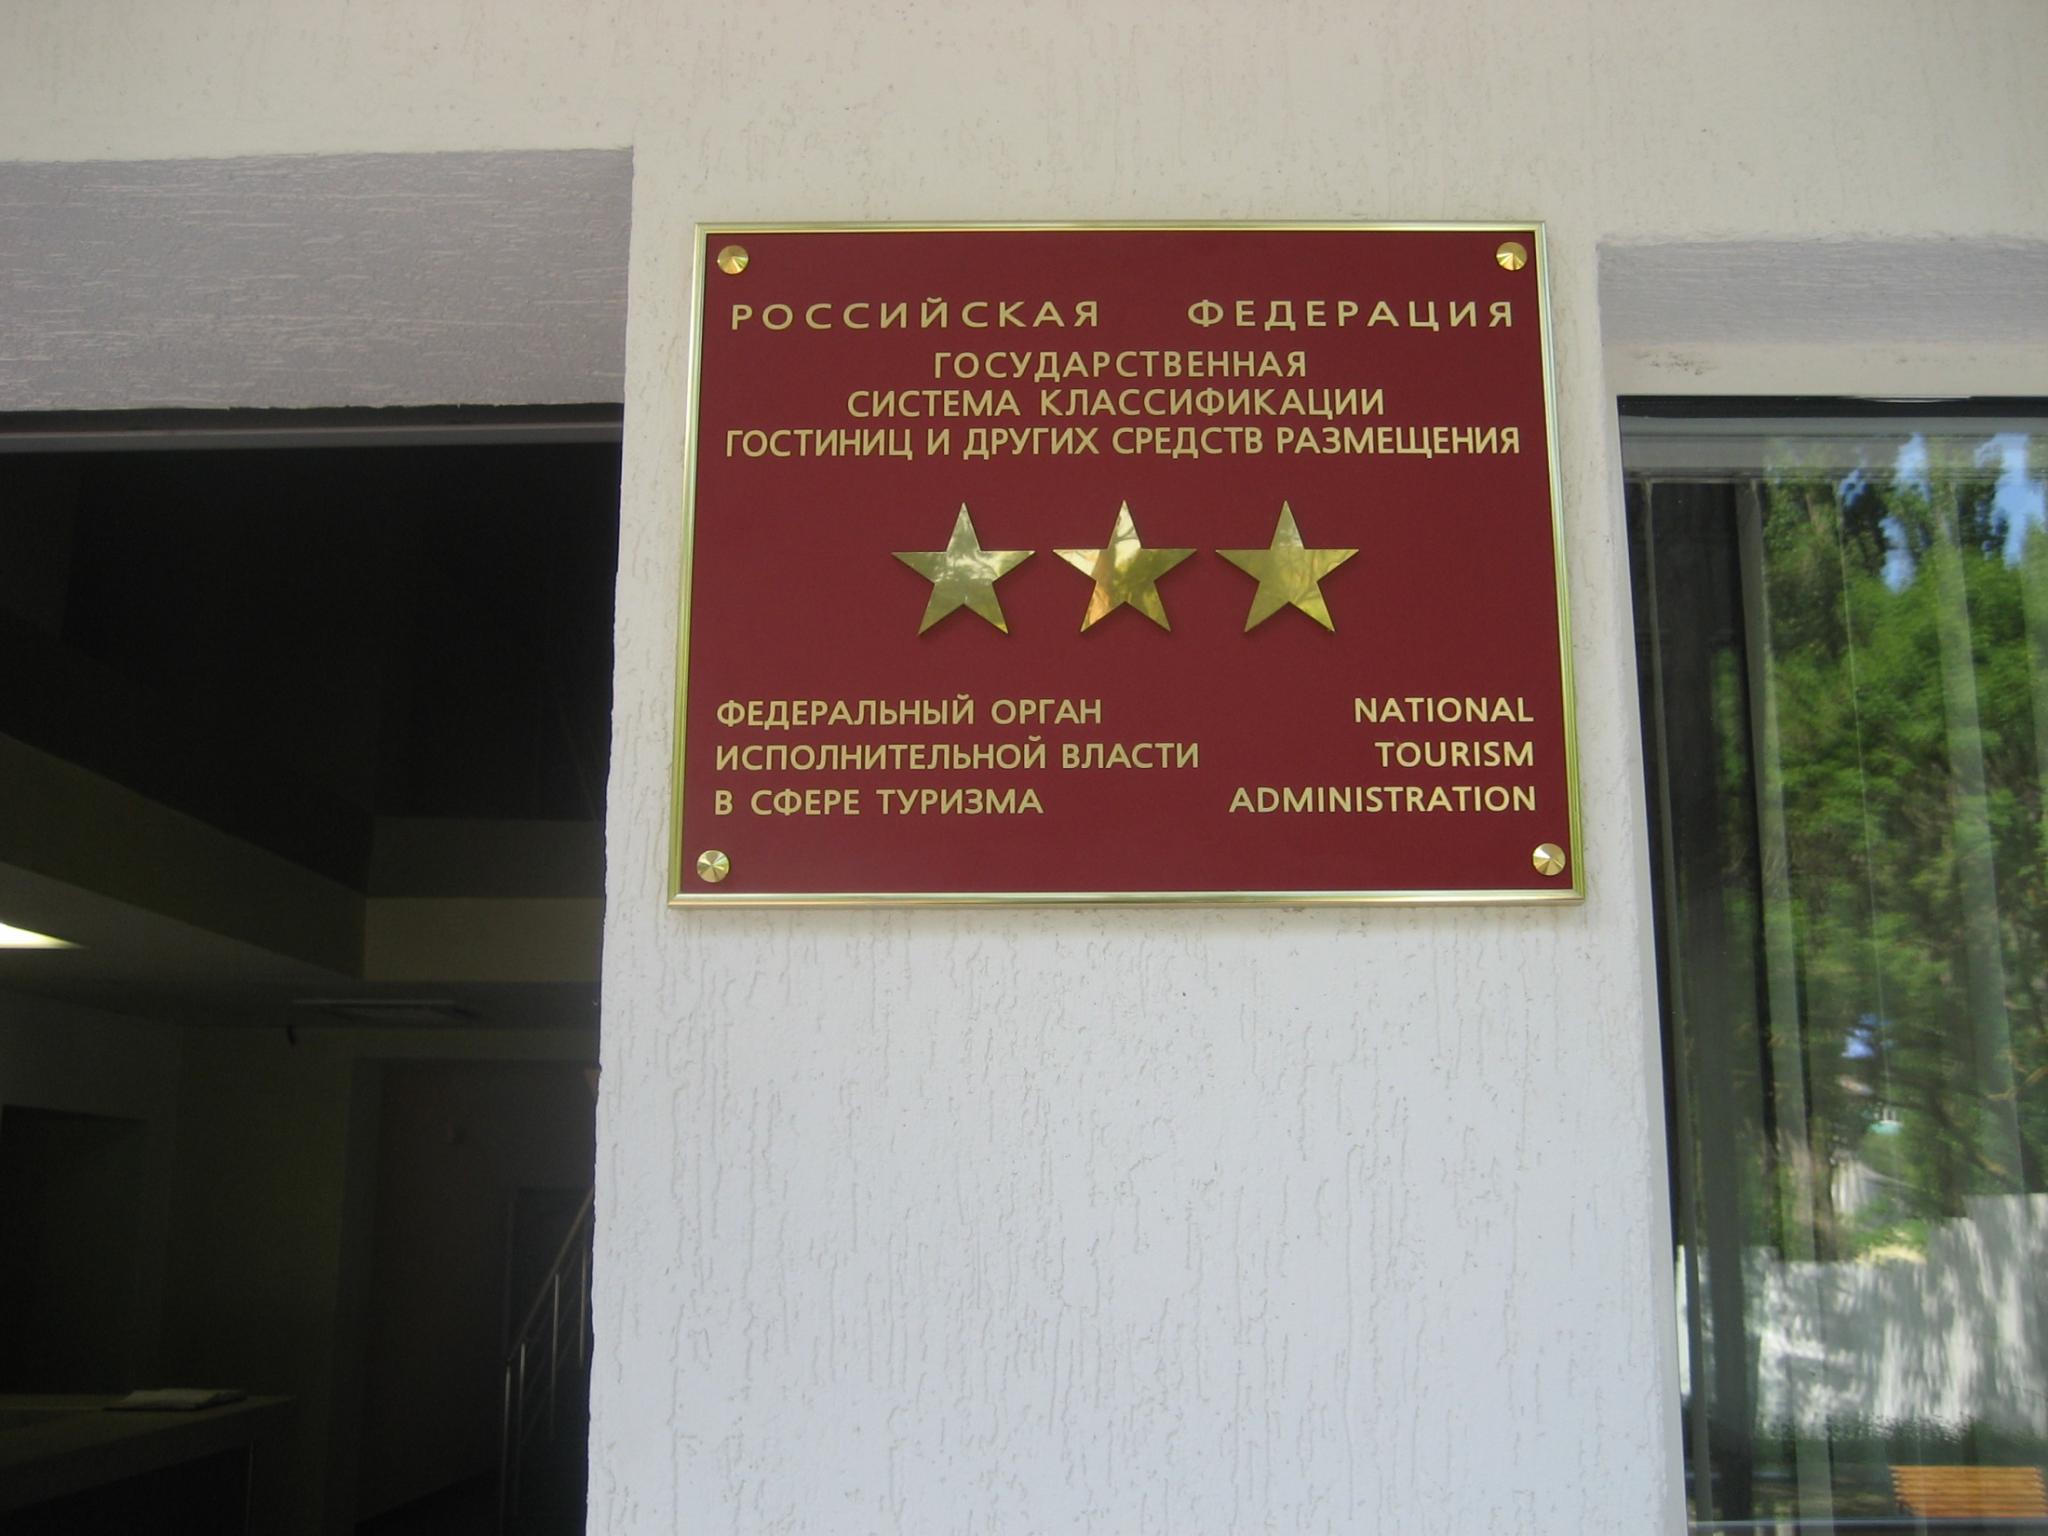 РОССИЙСКАЯ ФЕДЕРАЦИЯ
ГОСУДАРСТВЕННАЯ
СИСТЕМА КЛАССИФИКАЦИИ
ГОСТИНИЦ И ДРУГИХ СРЕДСТВ РАЗМЕЩЕНИЯ
ФЕДЕРАЛЬНЫЙ ОРГАН
ИСПОЛНИТЕЛЬНОЙ ВЛАСТИ
В СФЕРЕ ТУРИЗМА
NATIONAL
TOURISM
ADMINISTRATION